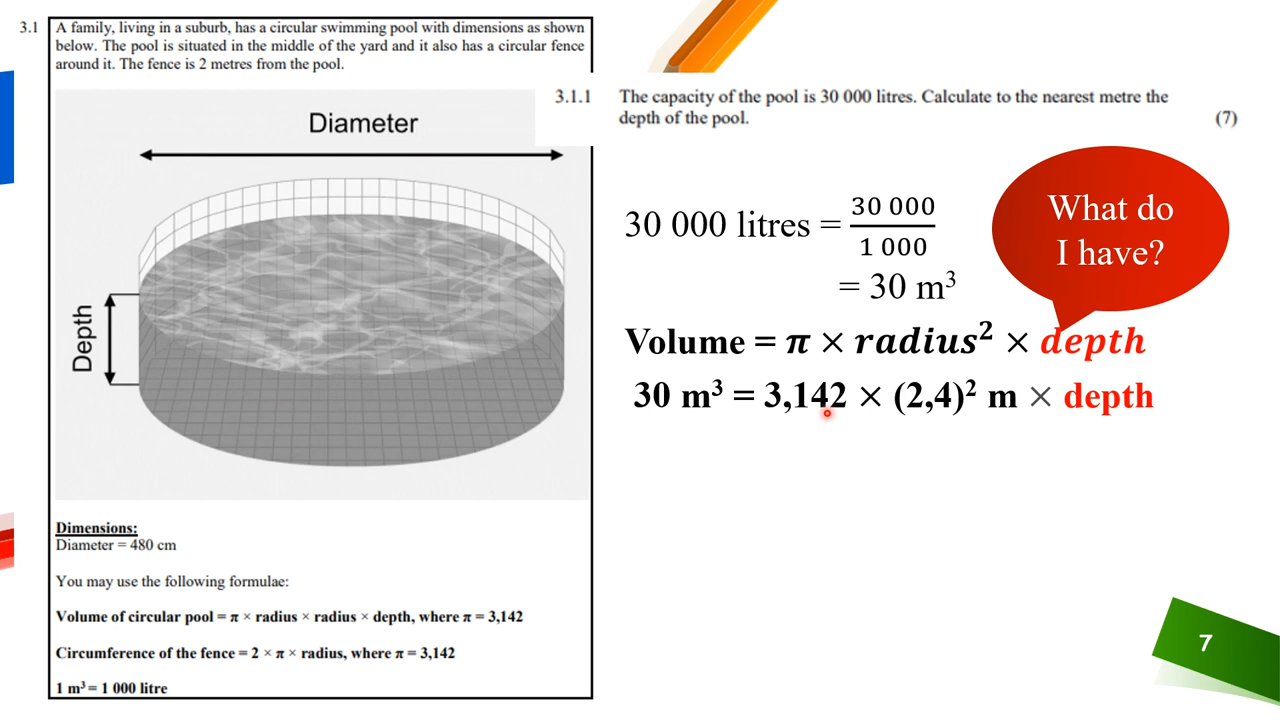 3.1 A family, living in a suburb, has a circular swimming pool with dimensions as shown
below. The pool is situated in the middle of the yard and it also has a circular fence
around it. The fence is 2 metres from the pool.
Diameter
Depth
Dimensions:
Diameter = 480 cm
You may use the following formulae:
Volume of circular pool = π × radius × radius × depth, where π = 3,142
Circumference of the fence = 2 × π × radius, where π = 3,142
1 m³ = 1 000 litre
3.1.1 The capacity of the pool is 30 000 litres. Calculate to the nearest metre the
depth of the pool. (7)
30 000 litres = 30 000 / 1 000
= 30 m³
What do
I have?
Volume = π × radius² × depth
30 m³ = 3,142 × (2,4)² m × depth
7